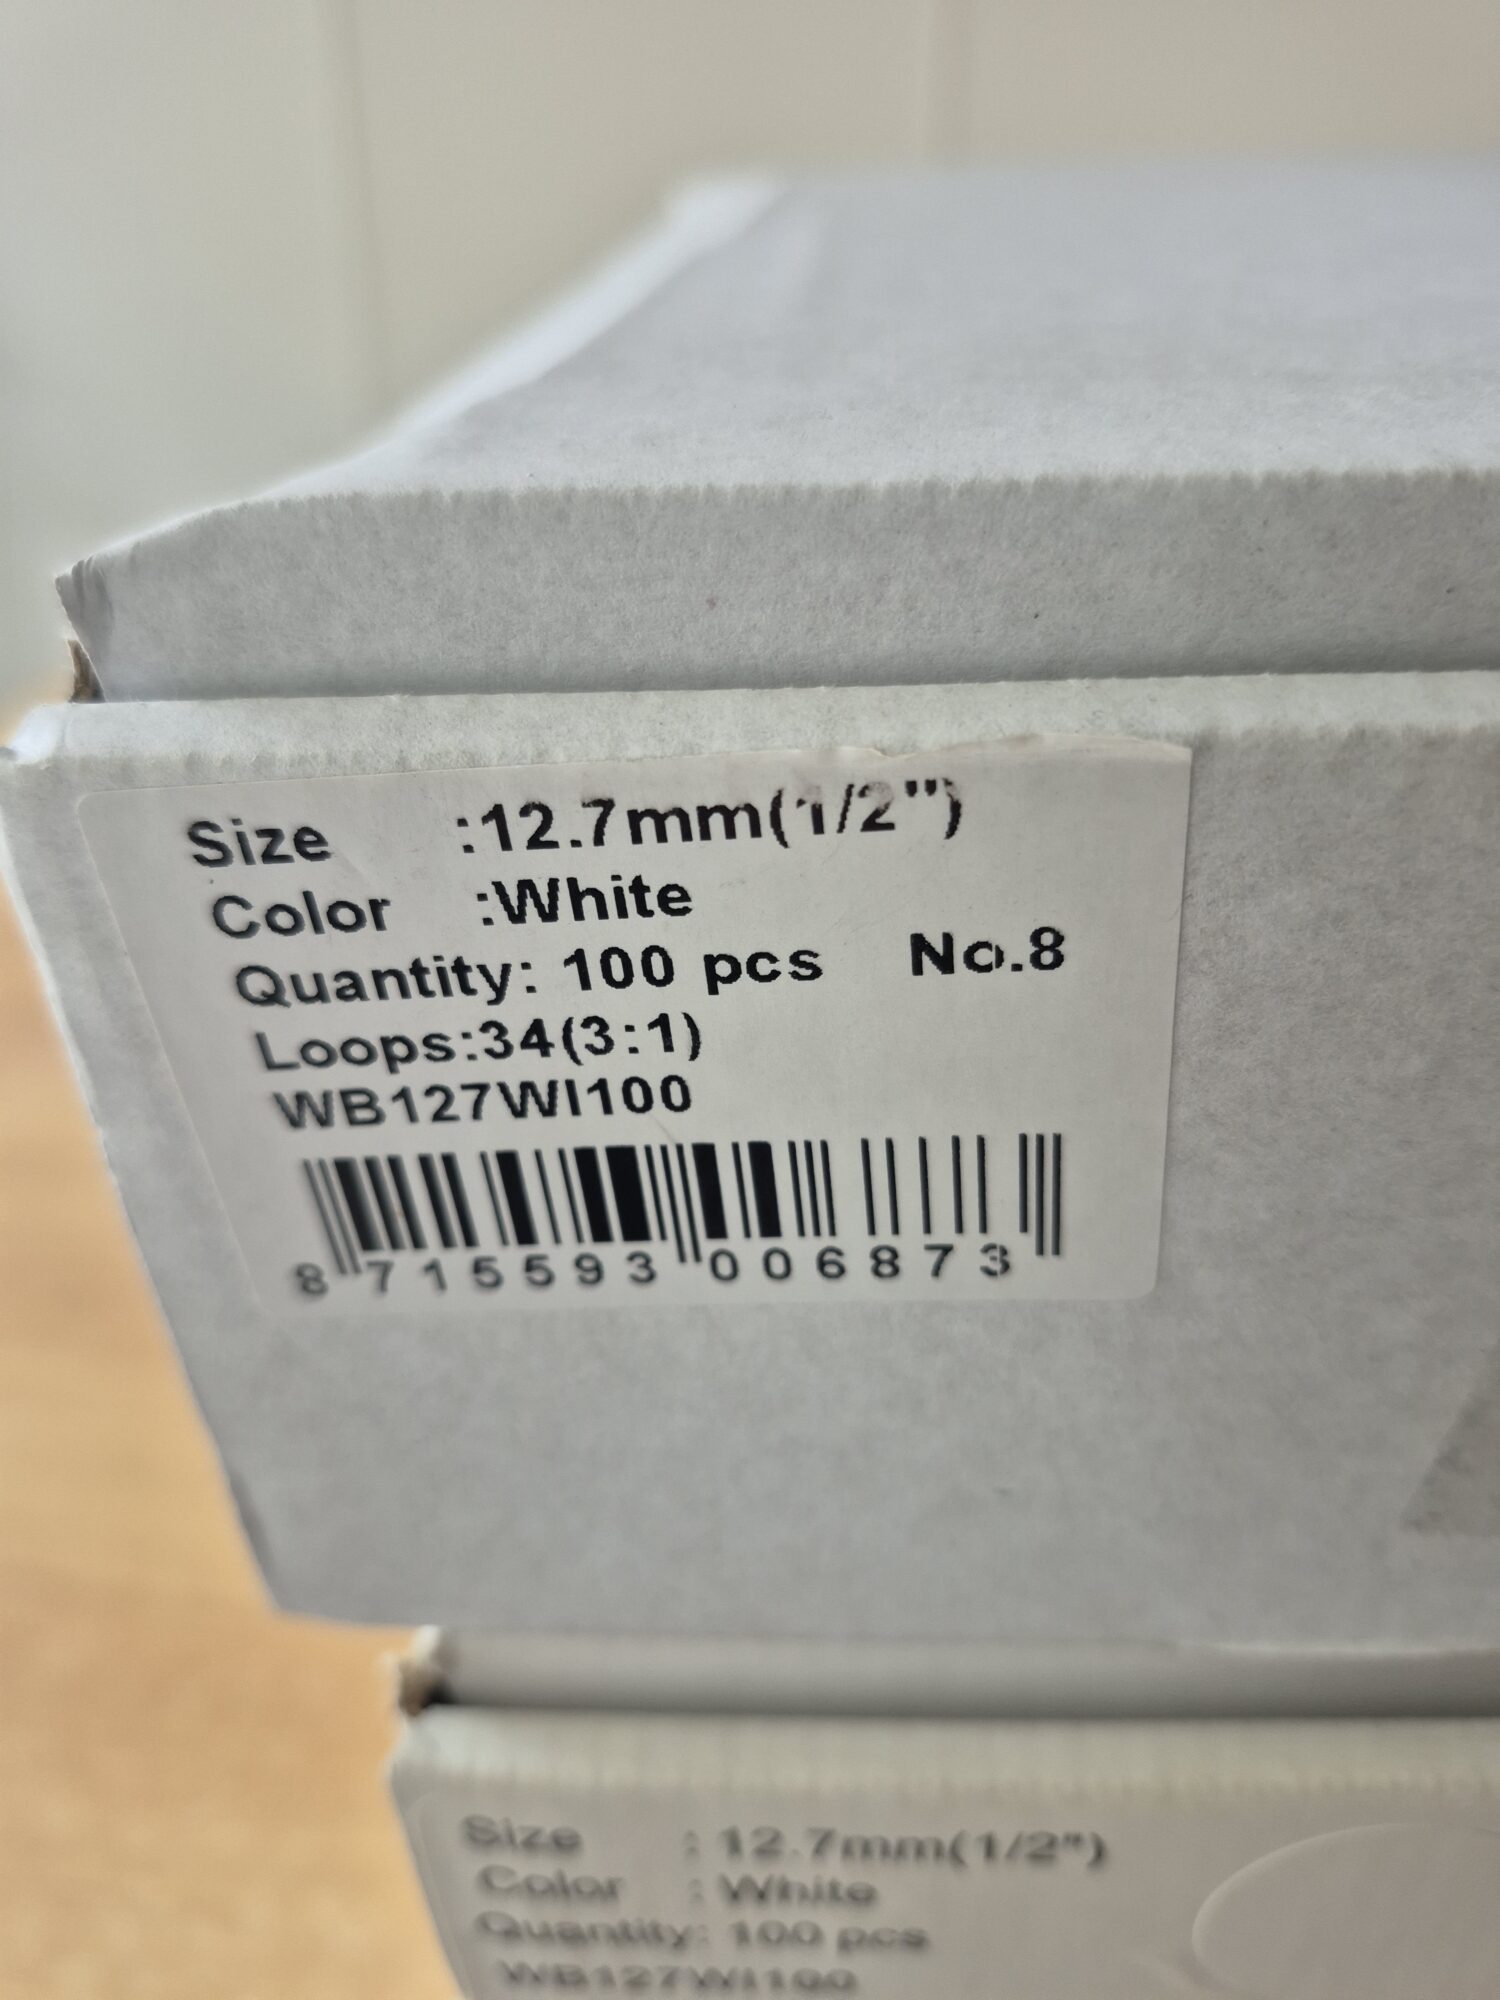 Size :12.7mm(1/2")
Color :White
Quantity: 100 pcs No.8
Loops:34(3:1)
WB127WI100
8 715593 006873
Size : 12.7mm(1/2")
Color : White
Quantity: 100 pcs
WB127WI100